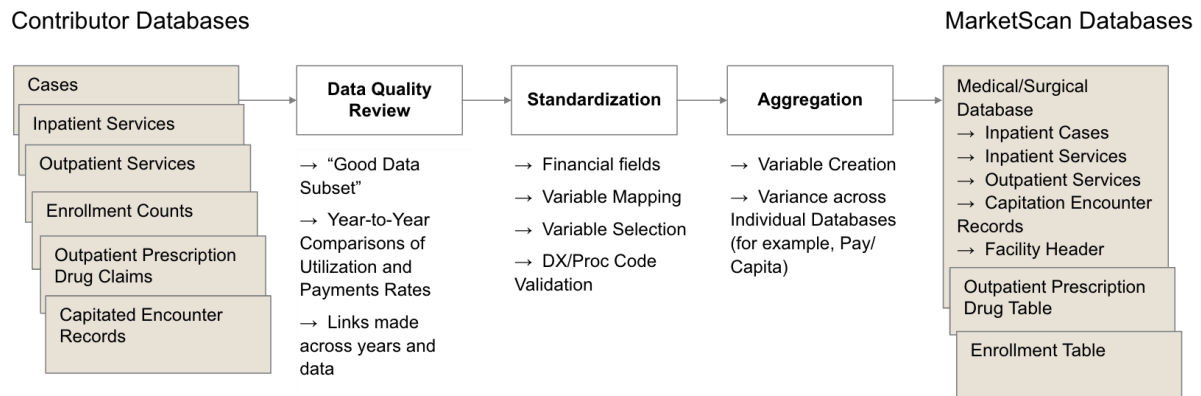 Contributor Databases
MarketScan Databases
Cases
Inpatient Services
Outpatient Services
Enrollment Counts
Outpatient Prescription
Drug Claims
Capitated Encounter
Records
Data Quality
Review
→ “Good Data
Subset”
→ Year-to-Year
Comparisons of
Utilization and
Payments Rates
→ Links made
across years and
data
Standardization
→ Financial fields
→ Variable Mapping
→ Variable Selection
→ DX/Proc Code
Validation
Aggregation
→ Variable Creation
→ Variance across
Individual Databases
(for example, Pay/
Capita)
Medical/Surgical
Database
→ Inpatient Cases
→ Inpatient Services
→ Outpatient Services
→ Capitation Encounter
Records
→ Facility Header
Outpatient Prescription
Drug Table
Enrollment Table